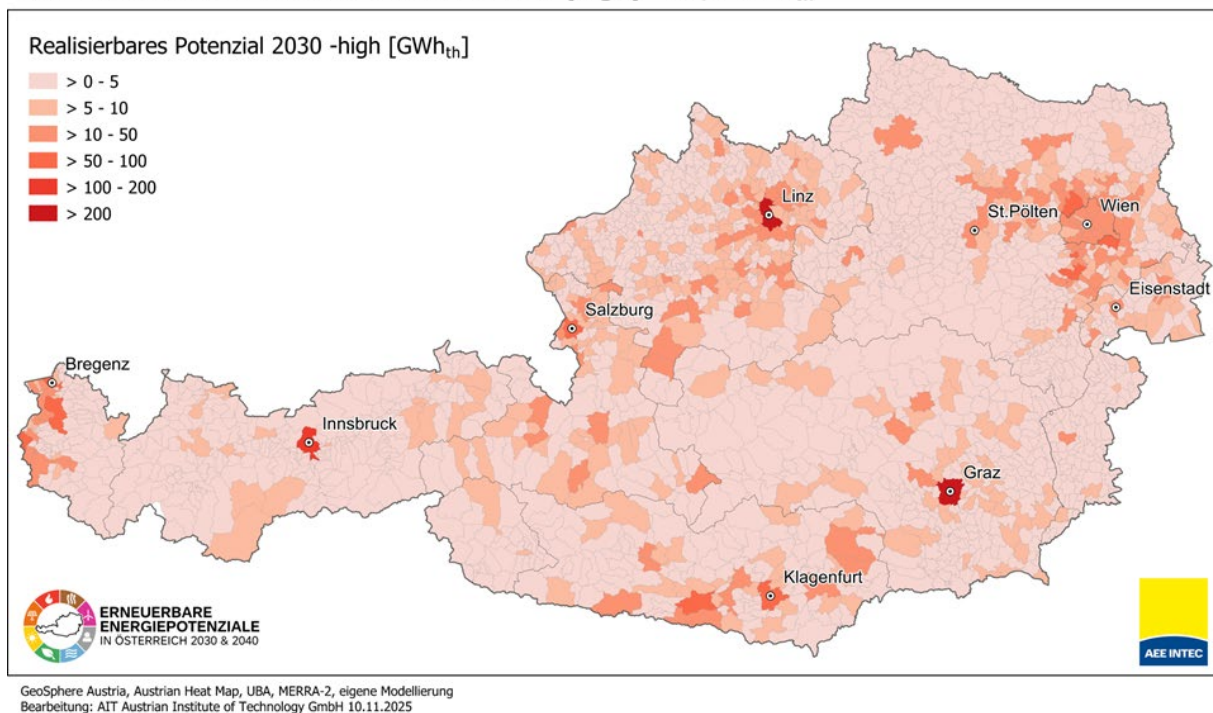 Realisierbares Potenzial 2030 -high [GWhth]
> 0 - 5
> 5 - 10
> 10 - 50
> 50 - 100
> 100 - 200
> 200
Linz
St.Pölten
Wien
Eisenstadt
Salzburg
Bregenz
Innsbruck
Graz
Klagenfurt
ERNEUERBARE
ENERGIEPOTENZIALE
IN ÖSTERREICH 2030 & 2040
AEE INTEC
GeoSphere Austria, Austrian Heat Map, UBA, MERRA-2, eigene Modellierung
Bearbeitung: AIT Austrian Institute of Technology GmbH 10.11.2025